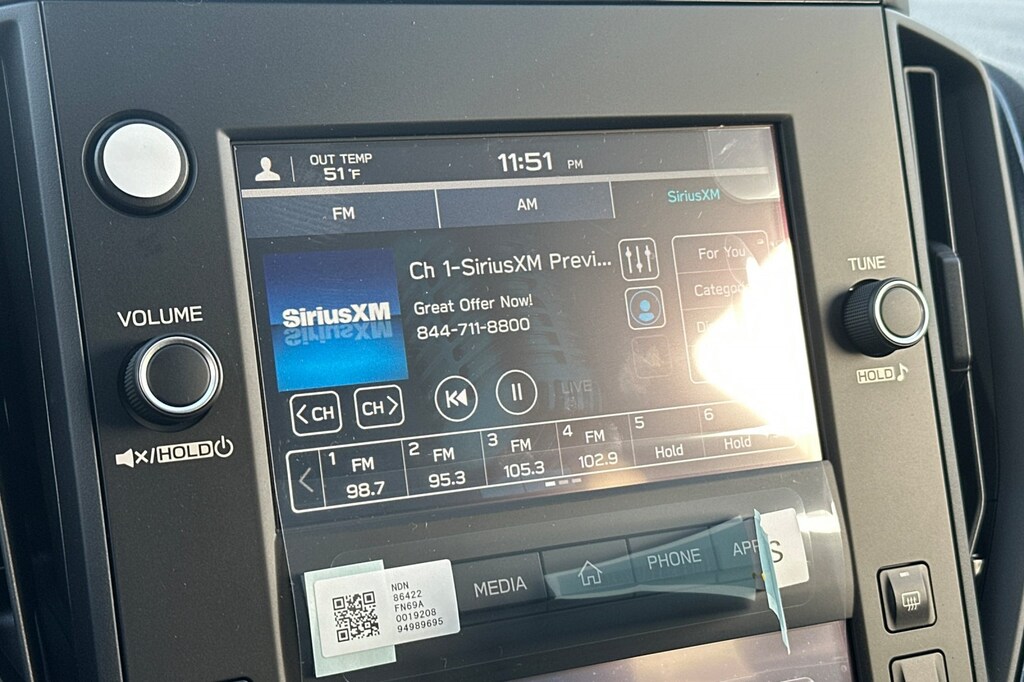 OUT TEMP
51°F
11:51 PM
FM
AM
SiriusXM
Ch 1-SiriusXM Previ...
Great Offer Now!
844-711-8800
SiriusXM
For You
VOLUME
TUNE
HOLD
/HOLD
<CH
CH>
LIVE
1 FM
98.7
2 FM
95.3
3 FM
105.3
4 FM
102.9
5
Hold
6
Hold
MEDIA
PHONE
NDN
86422
FN69A
0019208
94989695